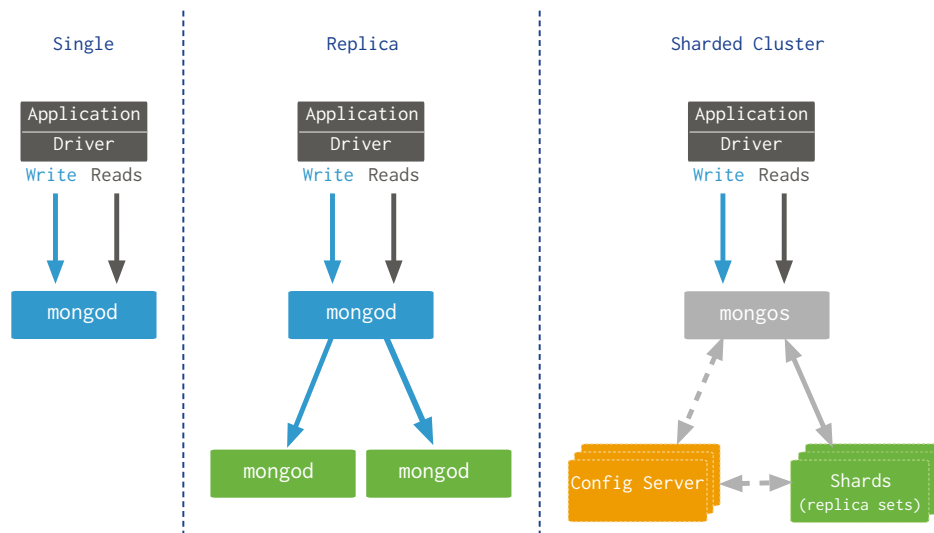 Single
Application
Driver
Write Reads
mongod
Replica
Application
Driver
Write Reads
mongod
mongod
mongod
Sharded Cluster
Application
Driver
Write Reads
mongos
Config Server
Shards
(replica sets)